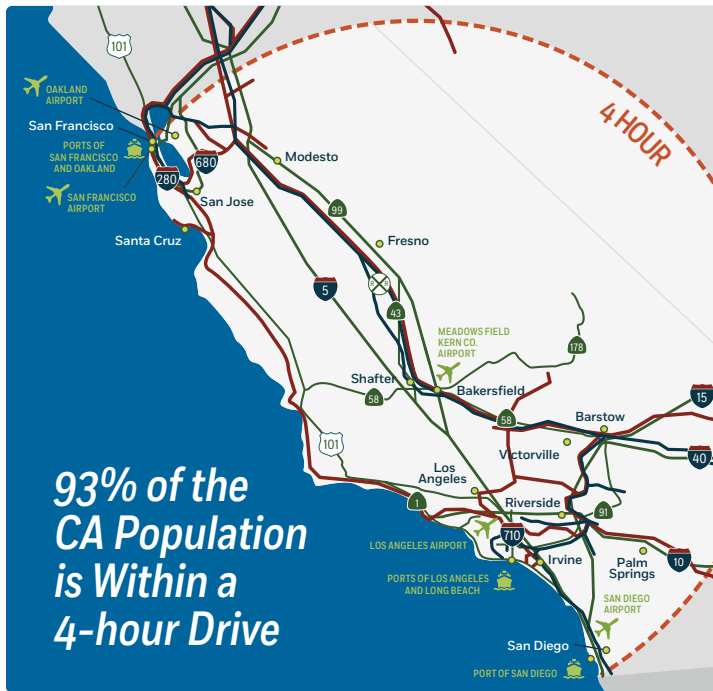 101
OAKLAND
AIRPORT
San Francisco
PORTS OF
SAN FRANCISCO
AND OAKLAND
680
280
SAN FRANCISCO
AIRPORT
San Jose
Santa Cruz
Modesto
4 HOUR
99
Fresno
5
R R
43
MEADOWS FIELD
KERN CO.
AIRPORT
178
Shafter
58
Bakersfield
58
15
Barstow
101
Victorville
40
Los
Angeles
1
Riverside
91
LOS ANGELES AIRPORT
710
Irvine
Palm
Springs
10
PORTS OF LOS ANGELES
AND LONG BEACH
SAN DIEGO
AIRPORT
San Diego
PORT OF SAN DIEGO
93% of the
CA Population
is Within a
4-hour Drive